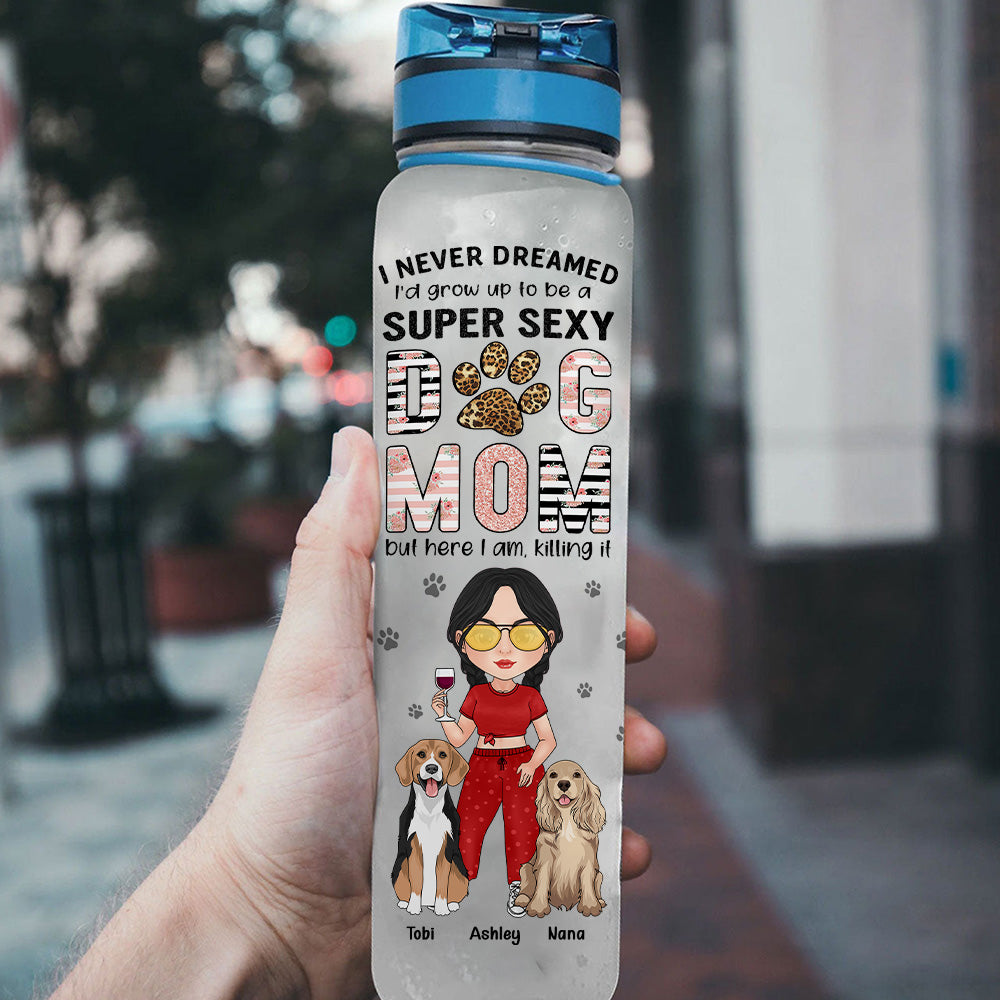 I NEVER DREAMED
I'd grow up to be a
SUPER SEXY
DOG
MOM
but here I am, killing it
Tobi Ashley Nana